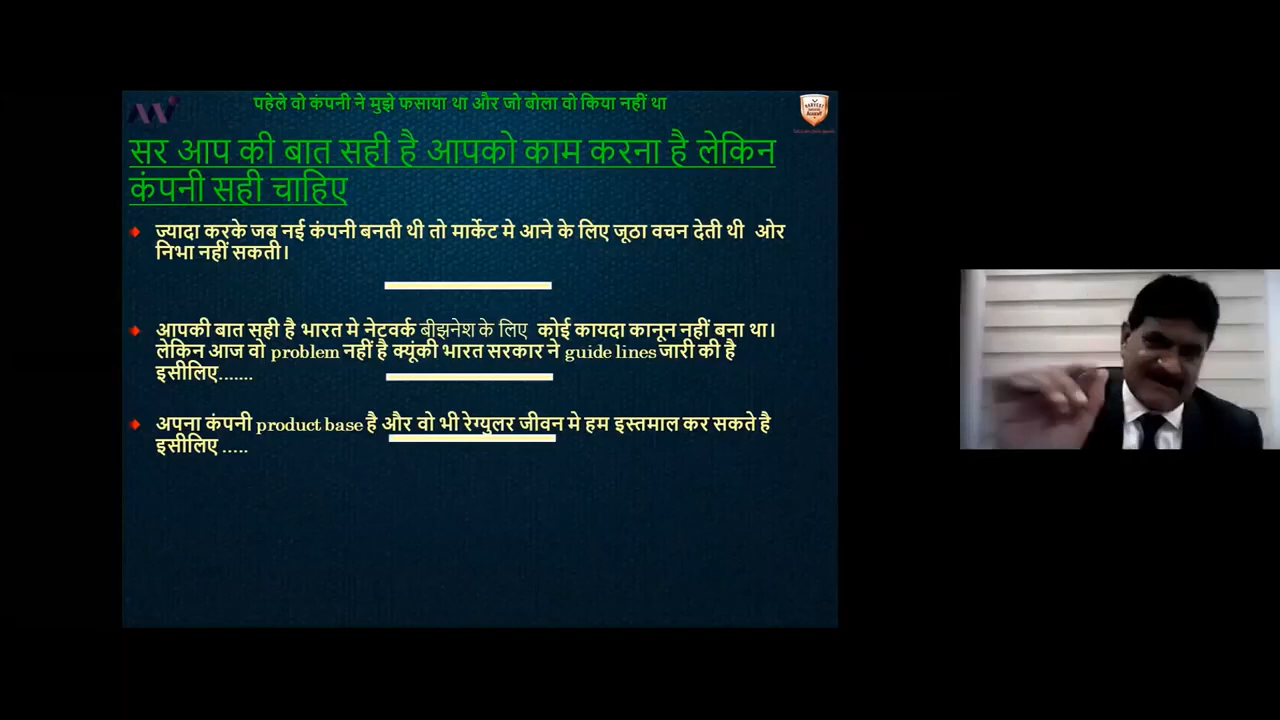 पहेले वो कंपनी ने मुझे फसाया था और जो बोला वो किया नहीं था
सर आप की बात सही है आपको काम करना है लेकिन
कंपनी सही चाहिए
ज्यादा करके जब नई कंपनी बनती थी तो मार्केट मे आने के लिए जूठा वचन देती थी ओर
निभा नहीं सकती।
आपकी बात सही है भारत मे नेटवर्क बीझनेश के लिए कोई कायदा कानून नहीं बना था।
लेकिन आज वो problem नहीं है क्यूंकी भारत सरकार ने guide lines जारी की है
इसीलिए.......
अपना कंपनी product base है और वो भी रेग्युलर जीवन मे हम इस्तमाल कर सकते है
इसीलिए .....